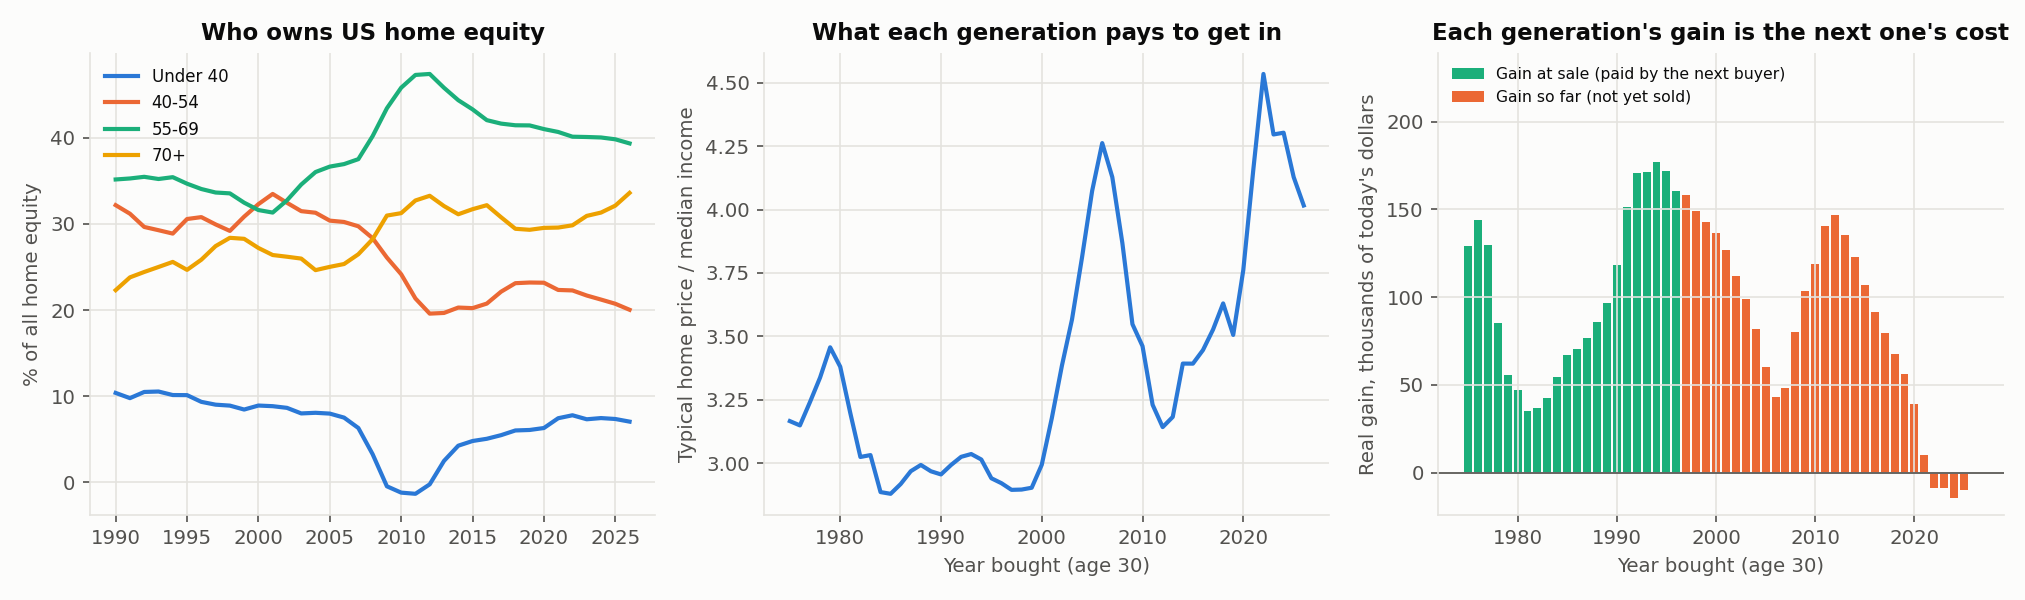 Who owns US home equity
Under 40
40-54
55-69
70+
% of all home equity
40
30
20
10
0
1990 1995 2000 2005 2010 2015 2020 2025
What each generation pays to get in
Typical home price / median income
4.50
4.25
4.00
3.75
3.50
3.25
3.00
1980 1990 2000 2010 2020
Year bought (age 30)
Each generation's gain is the next one's cost
Gain at sale (paid by the next buyer)
Gain so far (not yet sold)
Real gain, thousands of today's dollars
200
150
100
50
0
1980 1990 2000 2010 2020
Year bought (age 30)